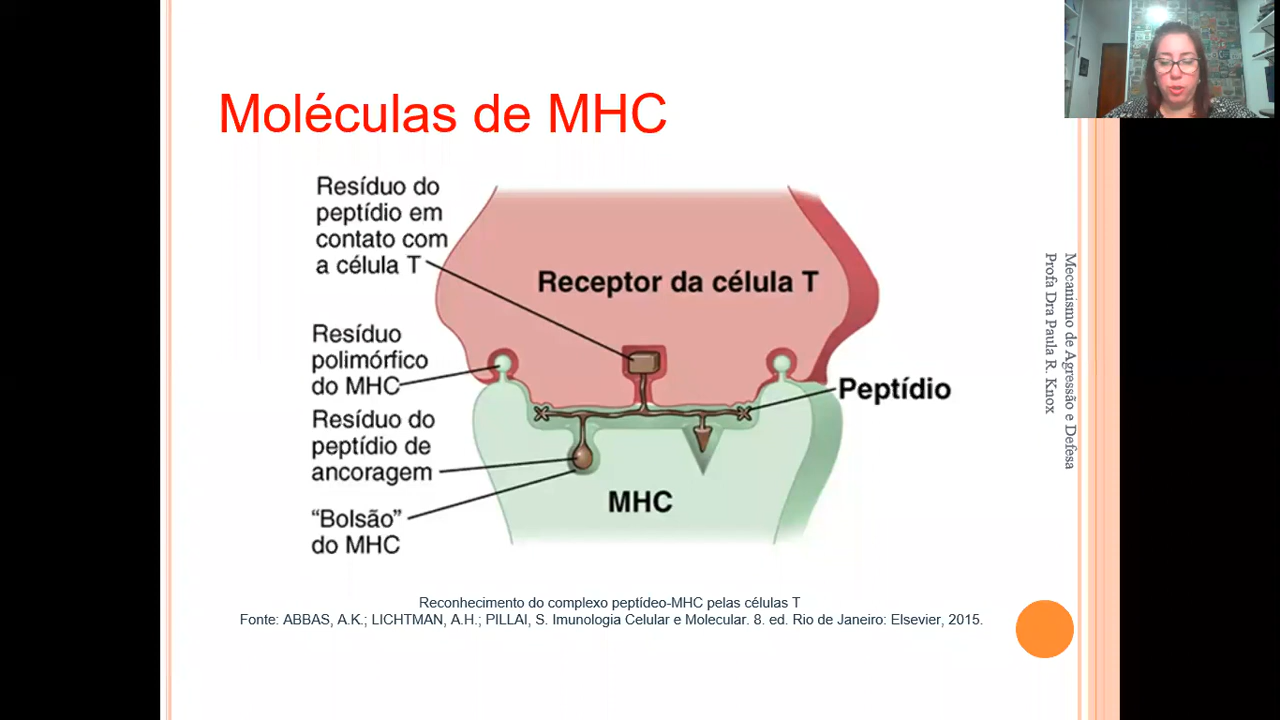 Moléculas de MHC
Resíduo do
peptídio em
contato com
a célula T
Receptor da célula T
Resíduo
polimórfico
do MHC
Peptídio
Resíduo do
peptídio de
ancoragem
MHC
“Bolsão”
do MHC
Reconhecimento do complexo peptídeo-MHC pelas células T
Fonte: ABBAS, A.K.; LICHTMAN, A.H.; PILLAI, S. Imunologia Celular e Molecular. 8. ed. Rio de Janeiro: Elsevier, 2015.
Mecanismo de Agressão e Defesa
Profa Dra Paula R. Knox